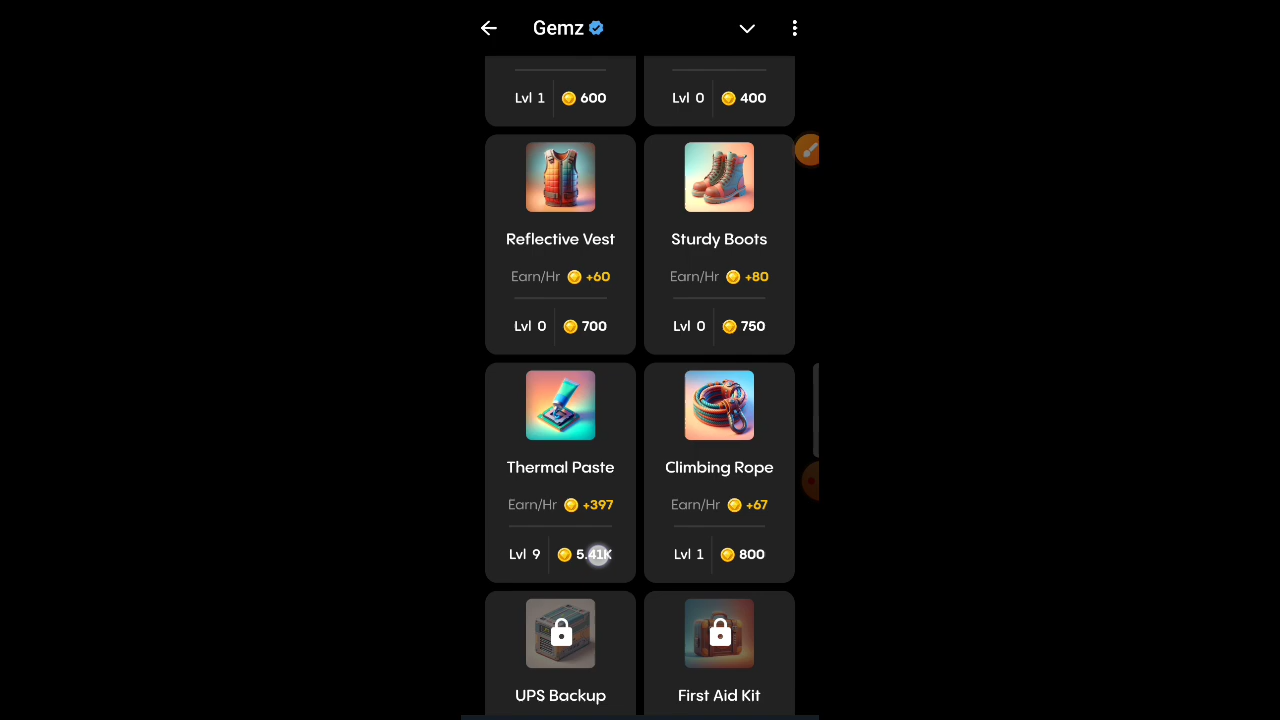 Gemz
Lvl 1 600 Lvl 0 400
Reflective Vest Sturdy Boots
Earn/Hr +60 Earn/Hr +80
Lvl 0 700 Lvl 0 750
Thermal Paste Climbing Rope
Earn/Hr +397 Earn/Hr +67
Lvl 9 5.41K Lvl 1 800
UPS Backup First Aid Kit